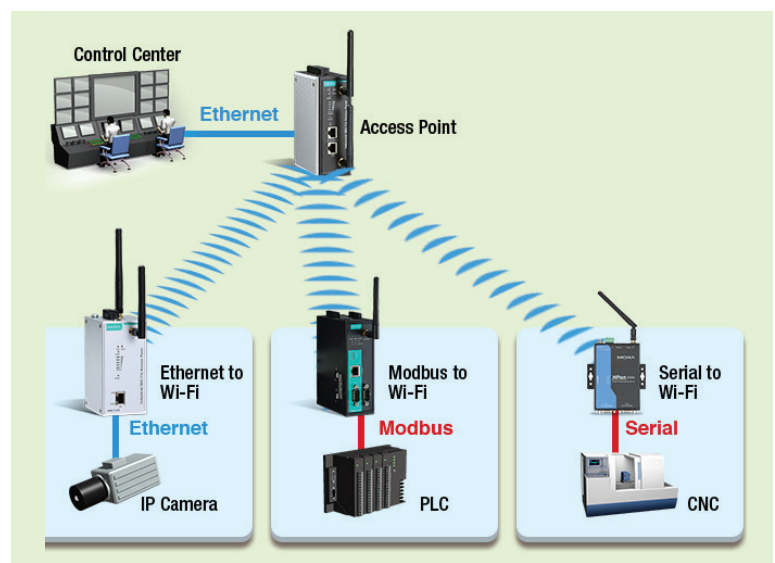 Control Center
Ethernet
Access Point
Ethernet to
Wi-Fi
Modbus to
Wi-Fi
MOXA
Serial to
Wi-Fi
Ethernet
Modbus
Serial
IP Camera
PLC
CNC